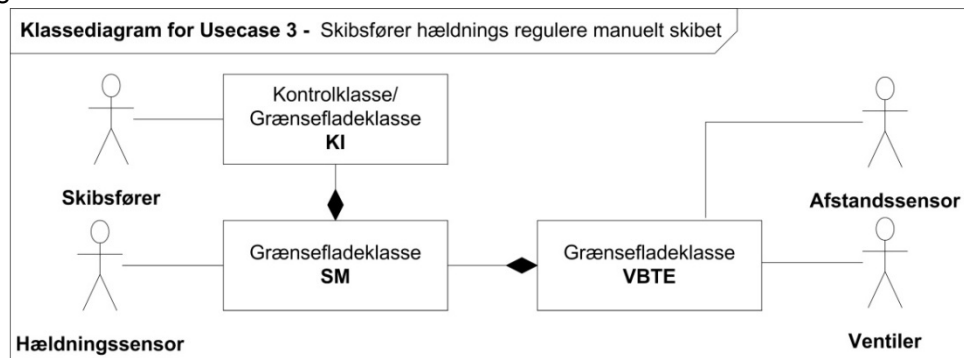 Klassediagram for Usecase 3 - Skibsfører hældnings regulere manuelt skibet
Kontrolklasse/
Grænsefladeklasse
KI
Skibsfører
Afstandssensor
Grænsefladeklasse
SM
Grænsefladeklasse
VBTE
Hældningssensor
Ventiler